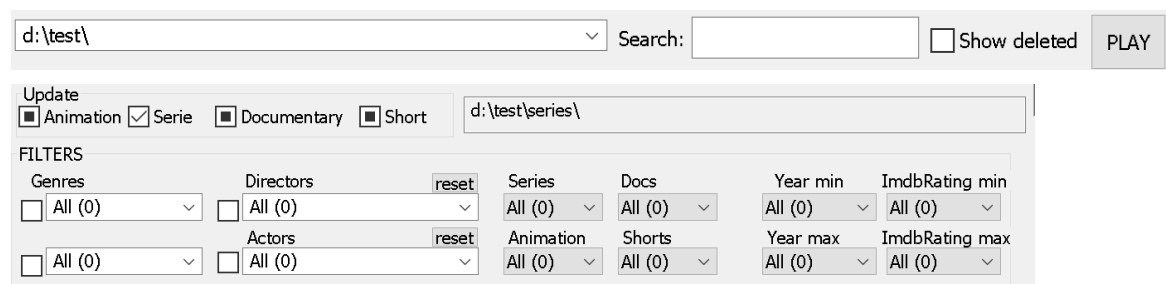 d:\test\ Search: Show deleted PLAY
Update
Animation Serie Documentary Short d:\test\series\
FILTERS
Genres Directors reset Series Docs Year min ImdbRating min
All (0) All (0) All (0) All (0) All (0) All (0)
Actors reset Animation Shorts Year max ImdbRating max
All (0) All (0) All (0) All (0) All (0) All (0)